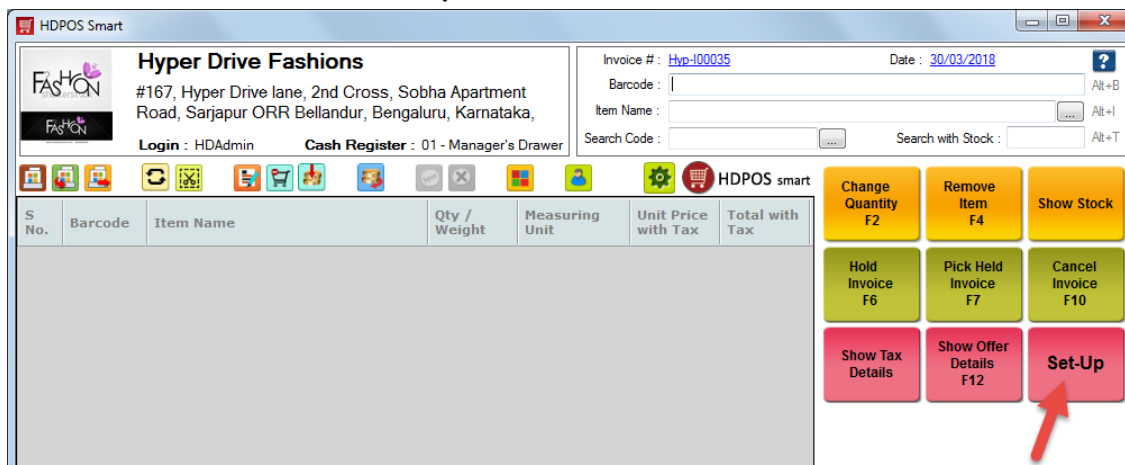 HDPOS Smart
FASHION
FASHION
Hyper Drive Fashions
#167, Hyper Drive lane, 2nd Cross, Sobha Apartment
Road, Sarjapur ORR Bellandur, Bengaluru, Karnataka,
Login : HDAdmin Cash Register : 01 - Manager's Drawer
Invoice # : Hyp-I00035 Date : 30/03/2018 ?
Barcode : Alt+B
Item Name : ... Alt+I
Search Code : ... Search with Stock : Alt+T
HDPOS smart
S No.
Barcode
Item Name
Qty / Weight
Measuring Unit
Unit Price with Tax
Total with Tax
Change
Quantity
F2
Remove
Item
F4
Show Stock
Hold
Invoice
F6
Pick Held
Invoice
F7
Cancel
Invoice
F10
Show Tax
Details
Show Offer
Details
F12
Set-Up